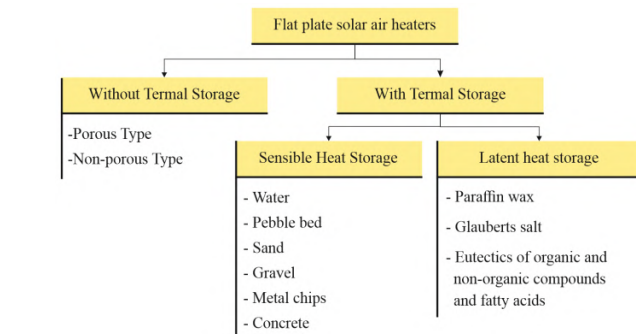 Flat plate solar air heaters
Without Termal Storage
-Porous Type
-Non-porous Type
With Termal Storage
Sensible Heat Storage
- Water
- Pebble bed
- Sand
- Gravel
- Metal chips
- Concrete
Latent heat storage
- Paraffin wax
- Glauberts salt
- Eutectics of organic and
non-organic compounds
and fatty acids